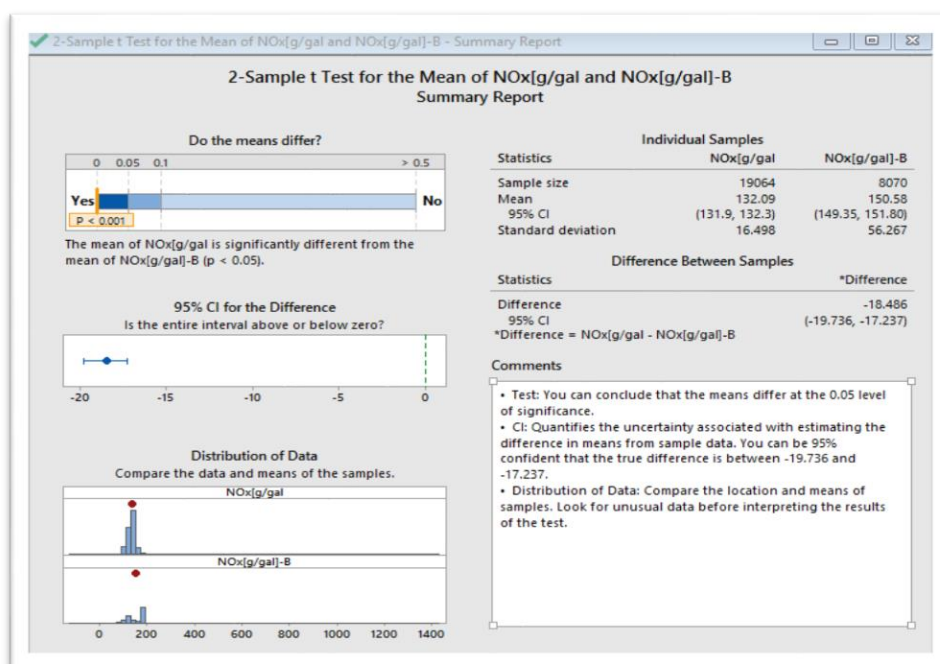 2-Sample t Test for the Mean of NOx[g/gal and NOx[g/gal]-B - Summary Report
2-Sample t Test for the Mean of NOx[g/gal and NOx[g/gal]-B
Summary Report
Do the means differ?
0 0.05 0.1 > 0.5
Yes No
P < 0.001
The mean of NOx[g/gal is significantly different from the
mean of NOx[g/gal]-B (p < 0.05).
95% CI for the Difference
Is the entire interval above or below zero?
-20 -15 -10 -5 0
Distribution of Data
Compare the data and means of the samples.
NOx[g/gal
NOx[g/gal]-B
0 200 400 600 800 1000 1200 1400
Individual Samples
Statistics NOx[g/gal NOx[g/gal]-B
Sample size 19064 8070
Mean 132.09 150.58
95% CI (131.9, 132.3) (149.35, 151.80)
Standard deviation 16.498 56.267
Difference Between Samples
Statistics *Difference
Difference -18.486
95% CI (-19.736, -17.237)
*Difference = NOx[g/gal - NOx[g/gal]-B
Comments
• Test: You can conclude that the means differ at the 0.05 level
of significance.
• CI: Quantifies the uncertainty associated with estimating the
difference in means from sample data. You can be 95%
confident that the true difference is between -19.736 and
-17.237.
• Distribution of Data: Compare the location and means of
samples. Look for unusual data before interpreting the results
of the test.